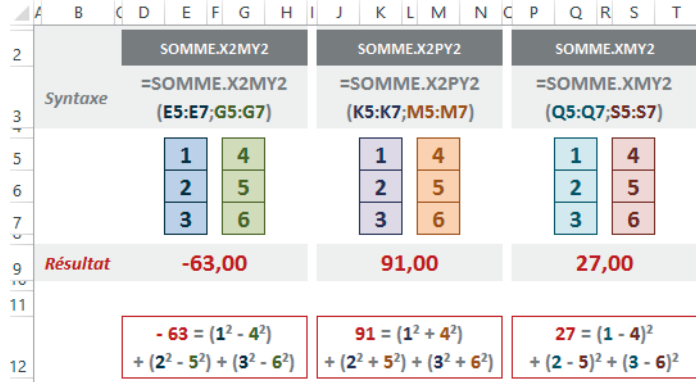 A B C D E F G H I J K L M N O P Q R S T
2 SOMME.X2MY2 SOMME.X2PY2 SOMME.XMY2
=SOMME.X2MY2 =SOMME.X2PY2 =SOMME.XMY2
3 Syntaxe (E5:E7;G5:G7) (K5:K7;M5:M7) (Q5:Q7;S5:S7)
4
5 1 4 1 4 1 4
6 2 5 2 5 2 5
7 3 6 3 6 3 6
9 Résultat -63,00 91,00 27,00
10
11
- 63 = (1² - 4²) 91 = (1² + 4²) 27 = (1 - 4)²
12 + (2² - 5²) + (3² - 6²) + (2² + 5²) + (3² + 6²) + (2 - 5)² + (3 - 6)²